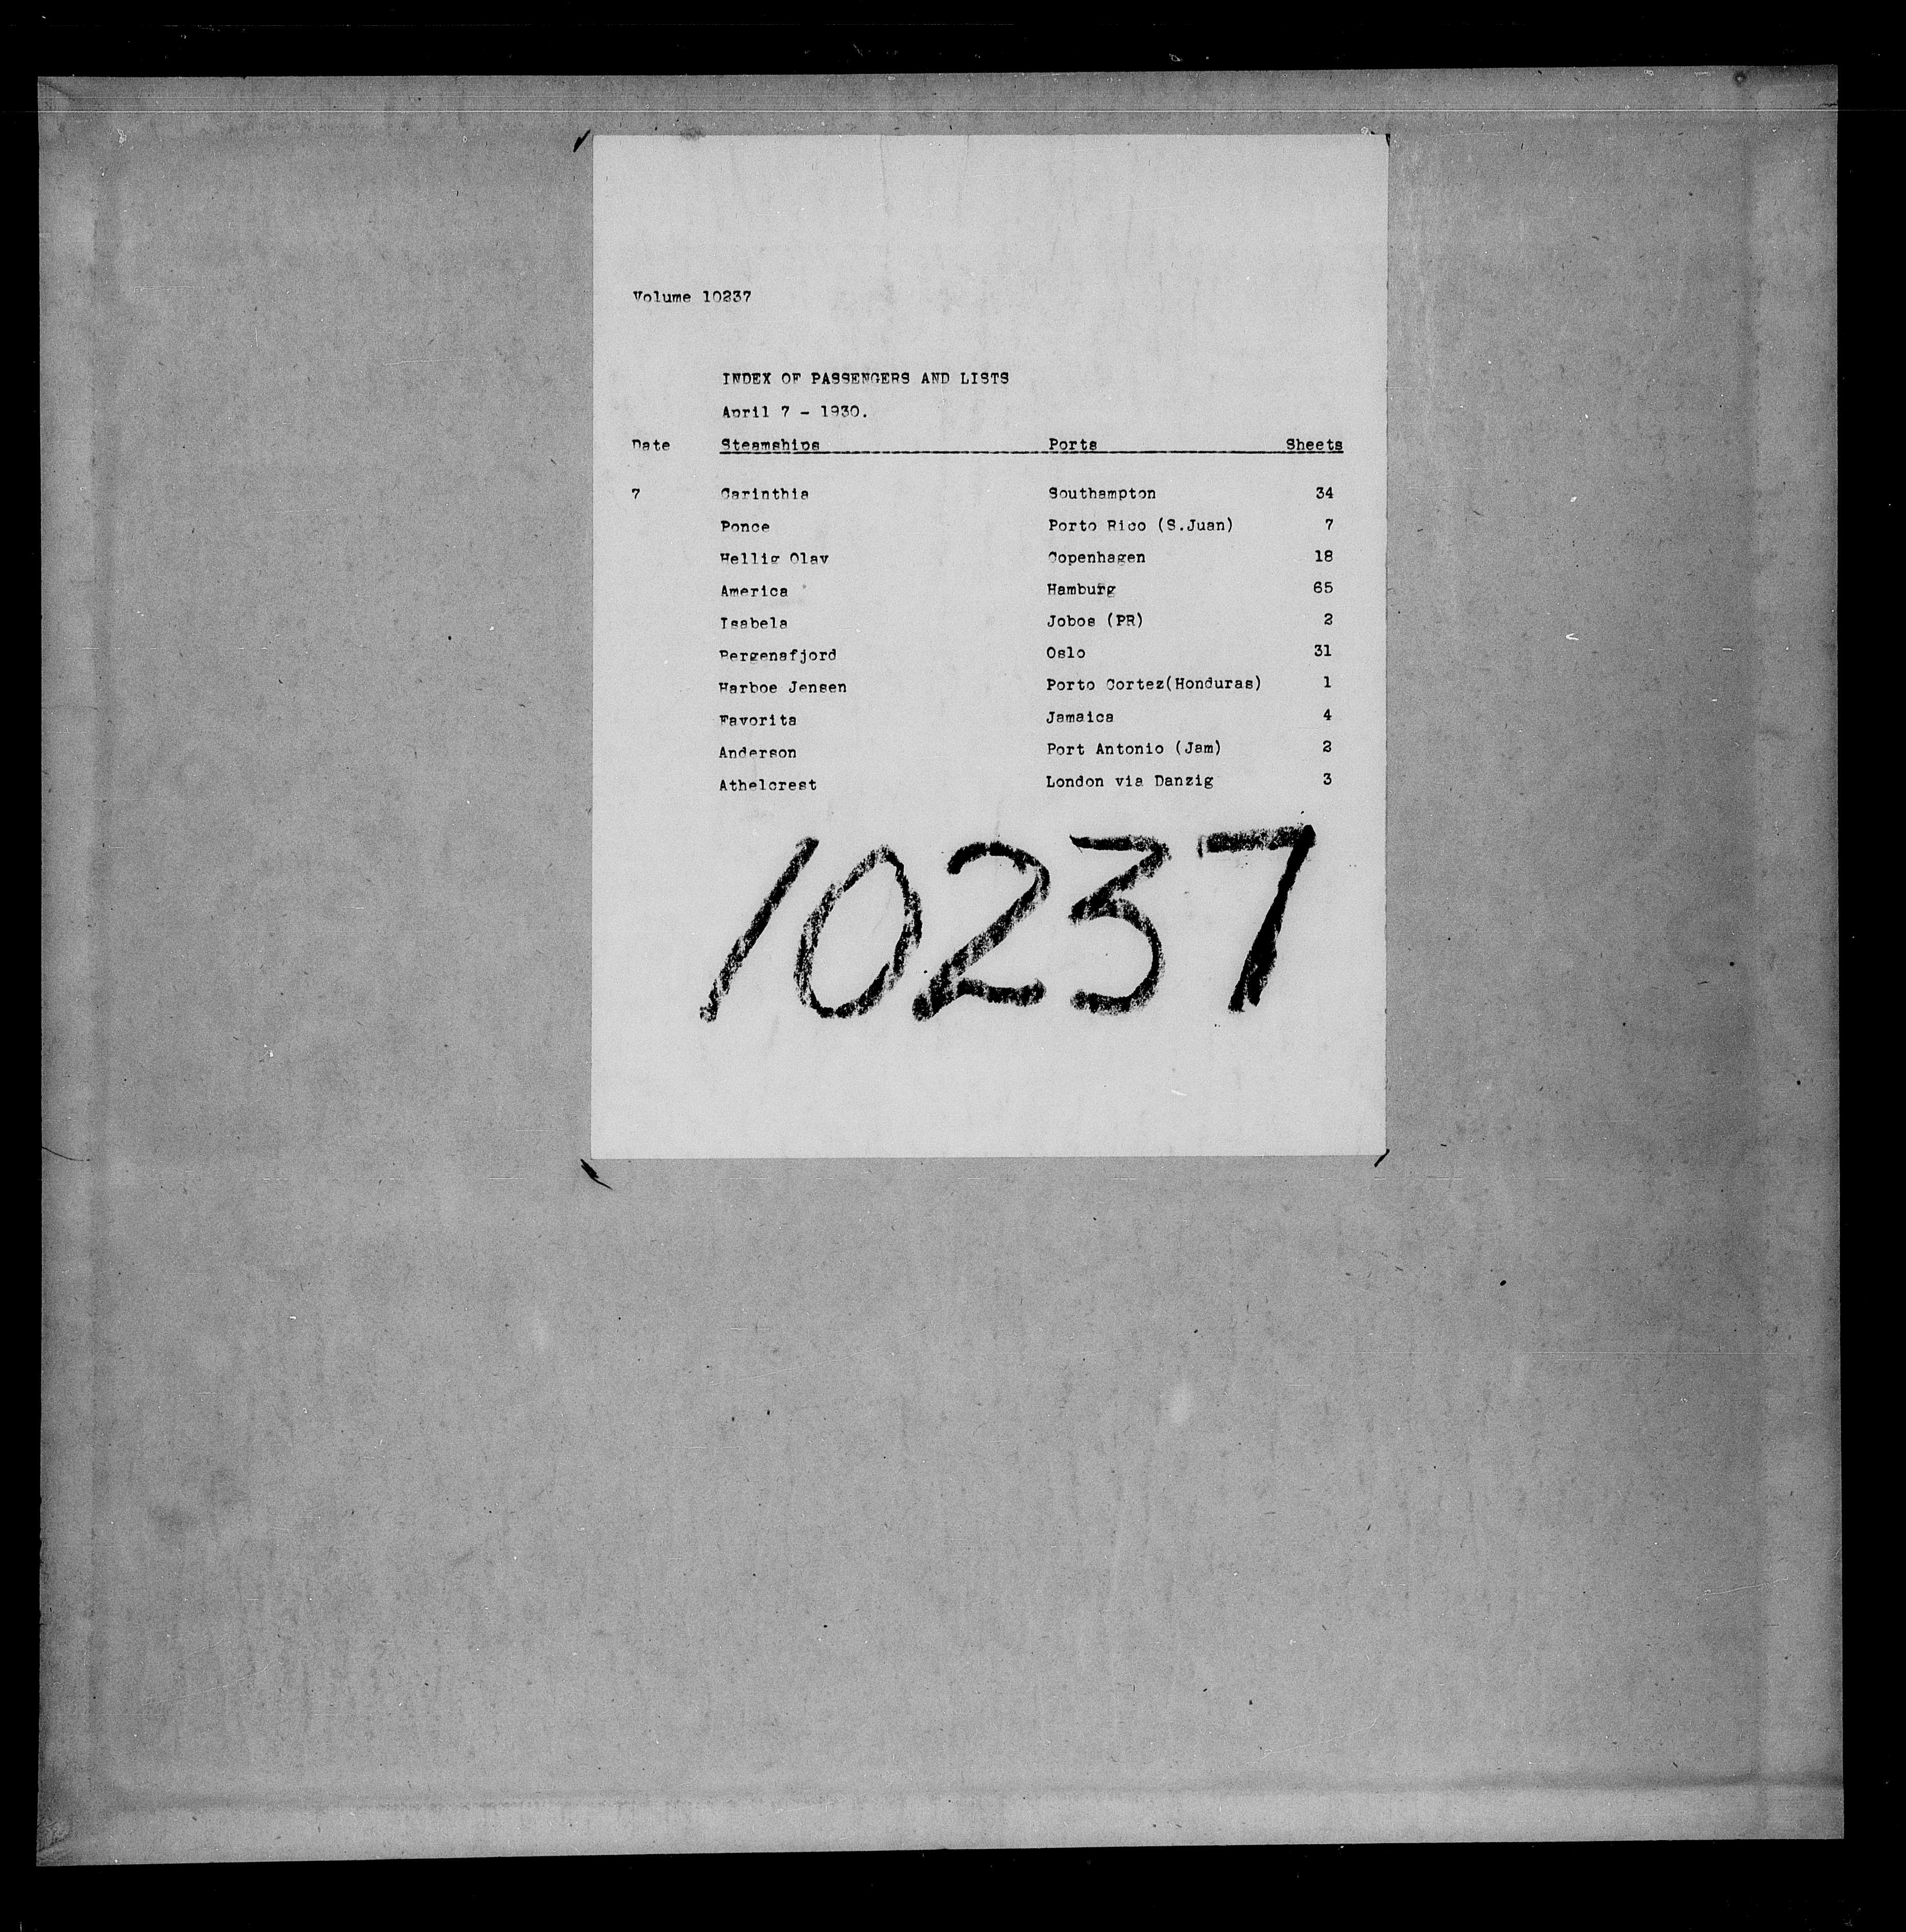 Volume 10237
INDEX OF PASSENGERS AND LISTS
April 7 - 1930.
Date Steamships Ports Sheets
7 Carinthia Southampton 34
Ponce Porto Rico (S.Juan) 7
Hellig Olav Copenhagen 18
America Hamburg 65
Isabela Jobos (PR) 2
Bergensfjord Oslo 31
Harboe Jensen Porto Cortez(Honduras) 1
Favorita Jamaica 4
Anderson Port Antonio (Jam) 2
Athelcrest London via Danzig 3
10237